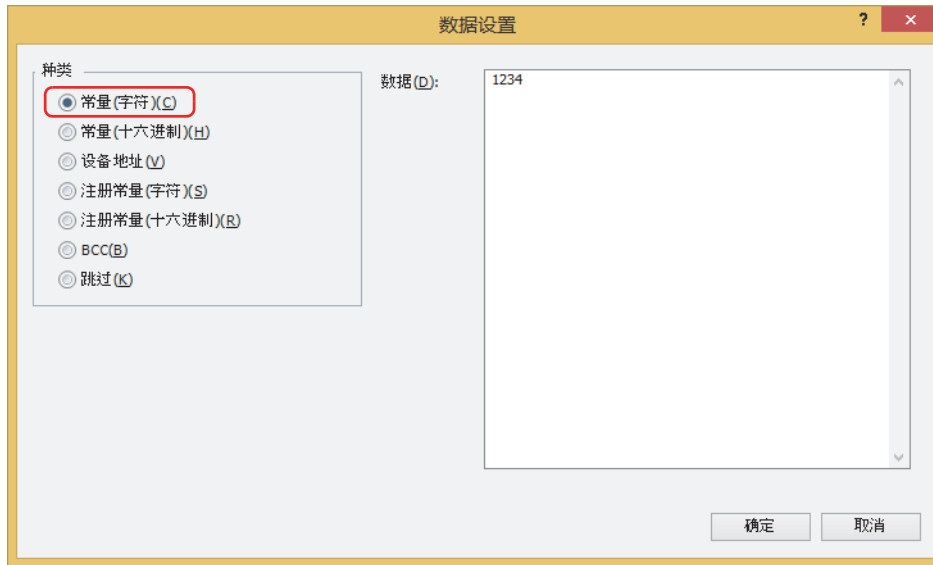 数据设置
?
×
种类
常量(字符)(C)
常量(十六进制)(H)
设备地址(V)
注册常量(字符)(S)
注册常量(十六进制)(R)
BCC(B)
跳过(K)
数据(D):
1234
确定
取消